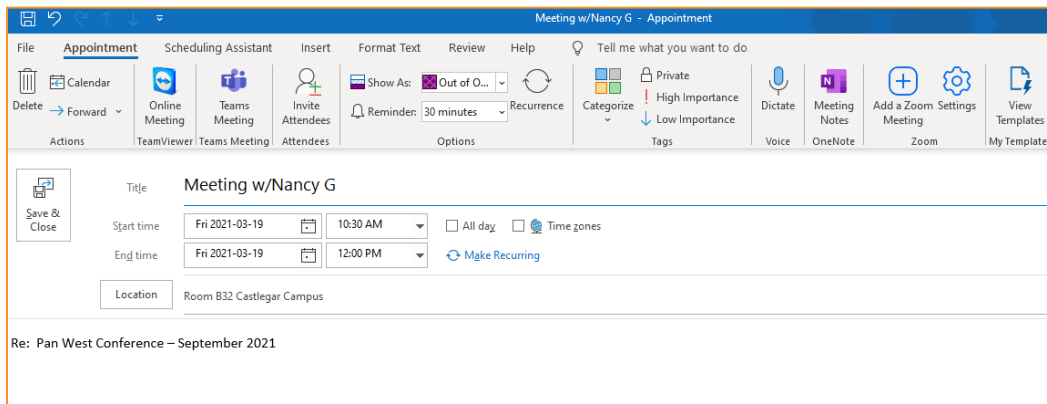 Meeting w/Nancy G - Appointment
File Appointment Scheduling Assistant Insert Format Text Review Help Tell me what you want to do
Delete
Calendar
Forward
Actions
Online Meeting
TeamViewer
Teams Meeting
Teams Meeting
Invite Attendees
Attendees
Show As: Out of O...
Reminder: 30 minutes
Recurrence
Options
Categorize
Private
High Importance
Low Importance
Tags
Dictate
Voice
Meeting Notes
OneNote
Add a Zoom Meeting
Settings
Zoom
View Templates
My Template
Save & Close
Title Meeting w/Nancy G
Start time Fri 2021-03-19 10:30 AM All day Time zones
End time Fri 2021-03-19 12:00 PM Make Recurring
Location Room B32 Castlegar Campus
Re: Pan West Conference – September 2021